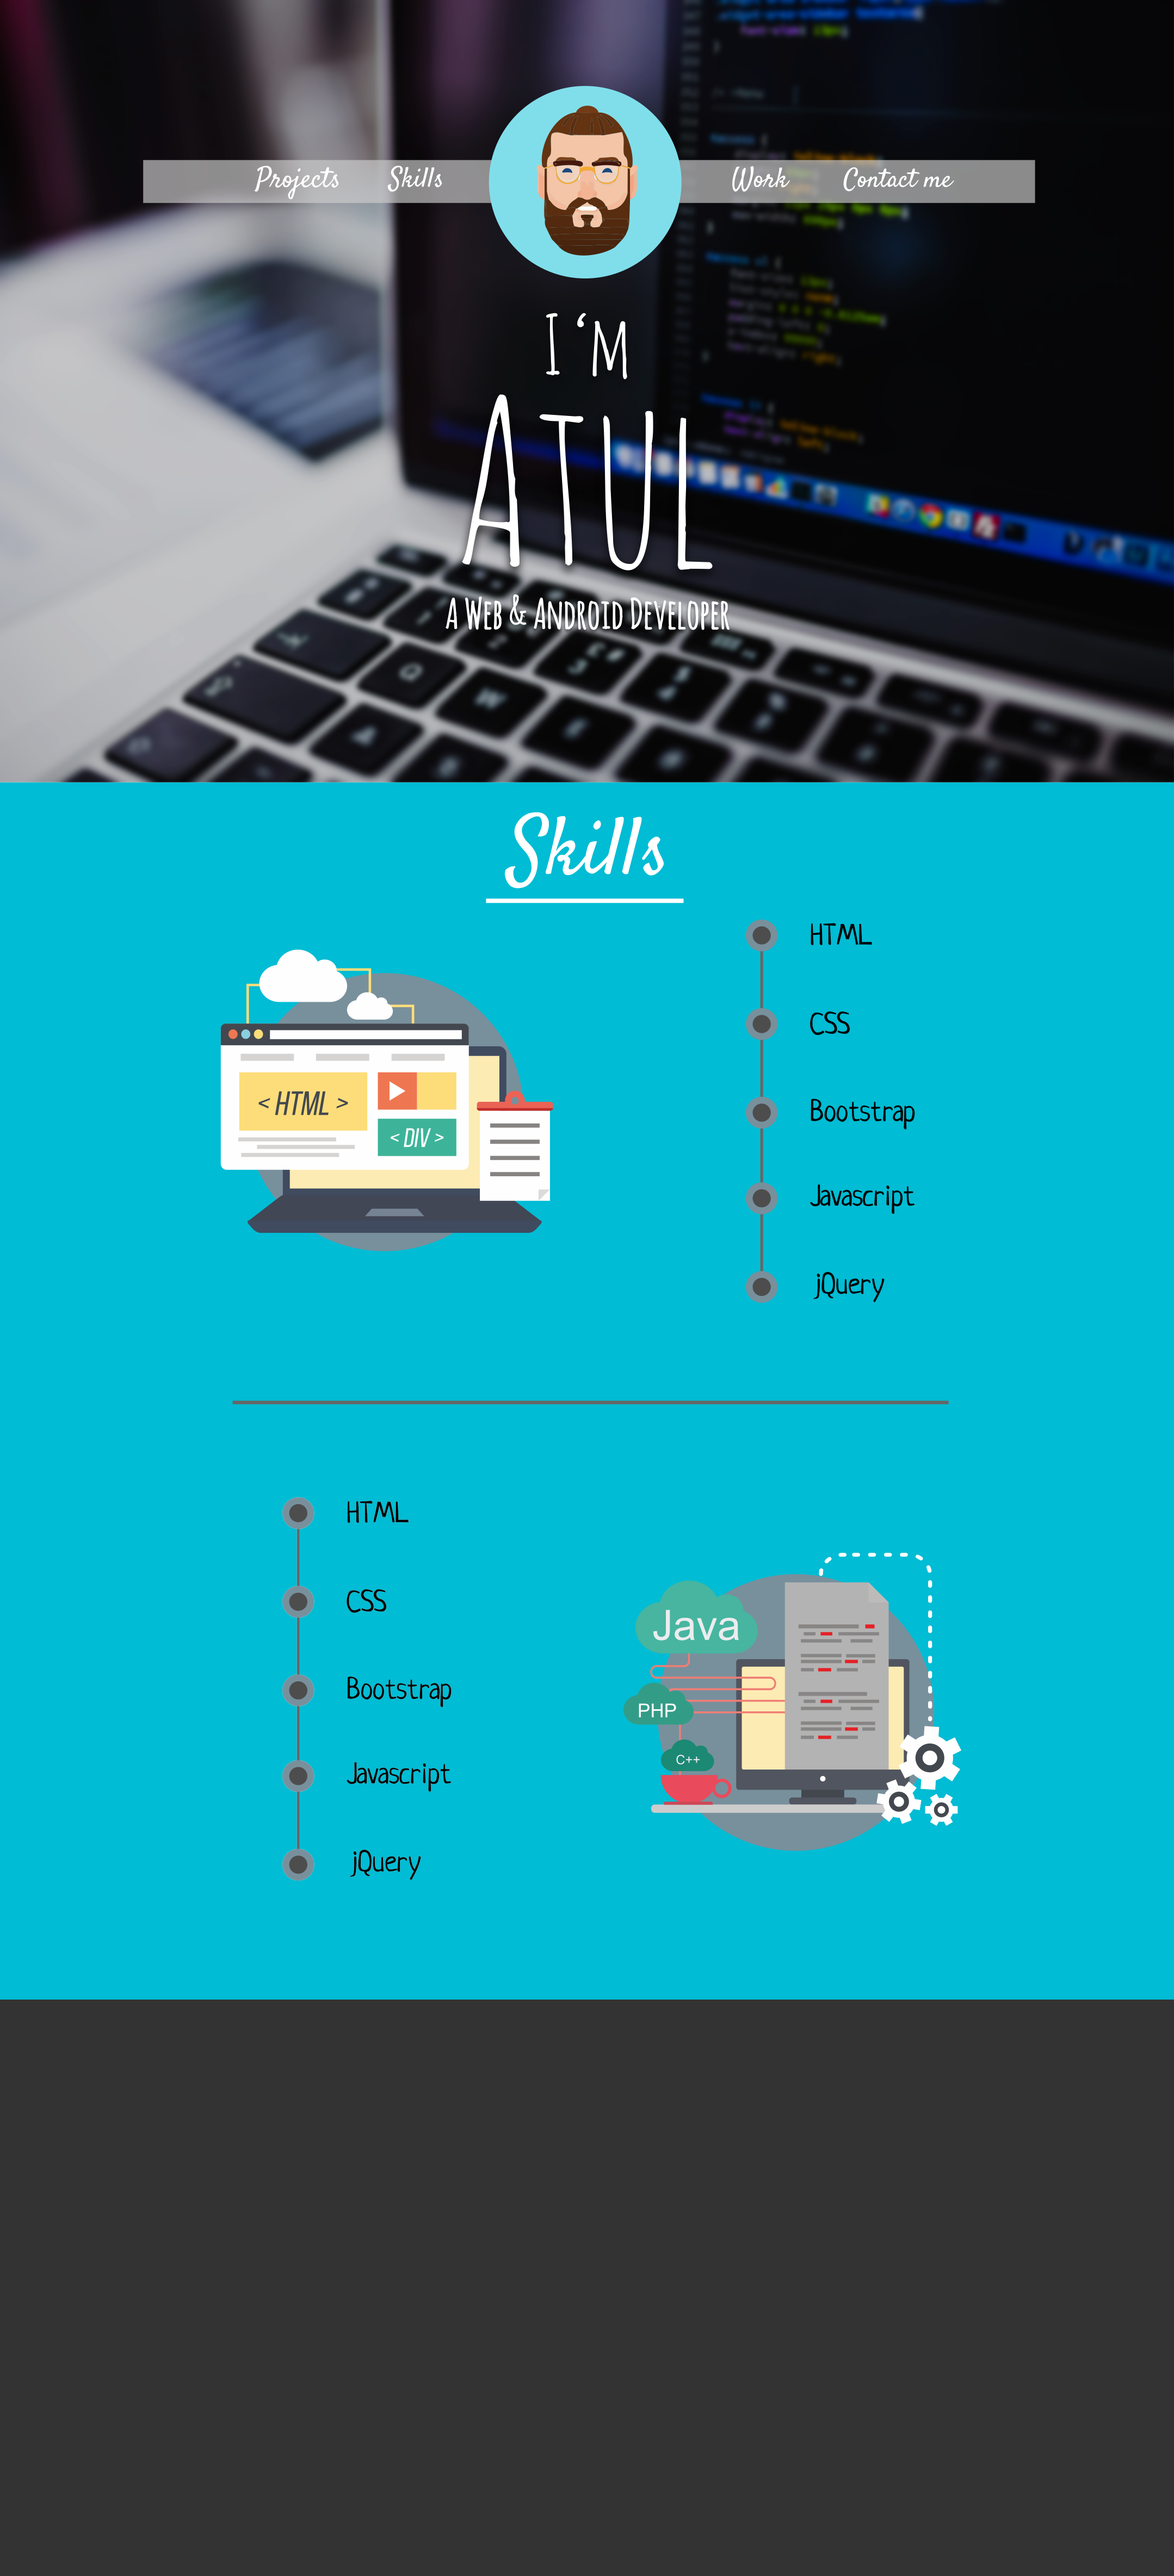 Projects Skills Work Contact me
I 'M
ATUL
A WEB & ANDROID DEVELOPER
Skills
HTML
CSS
< HTML >
< DIV >
Bootstrap
Javascript
jQuery
HTML
CSS
Java
Bootstrap
PHP
C++
Javascript
jQuery